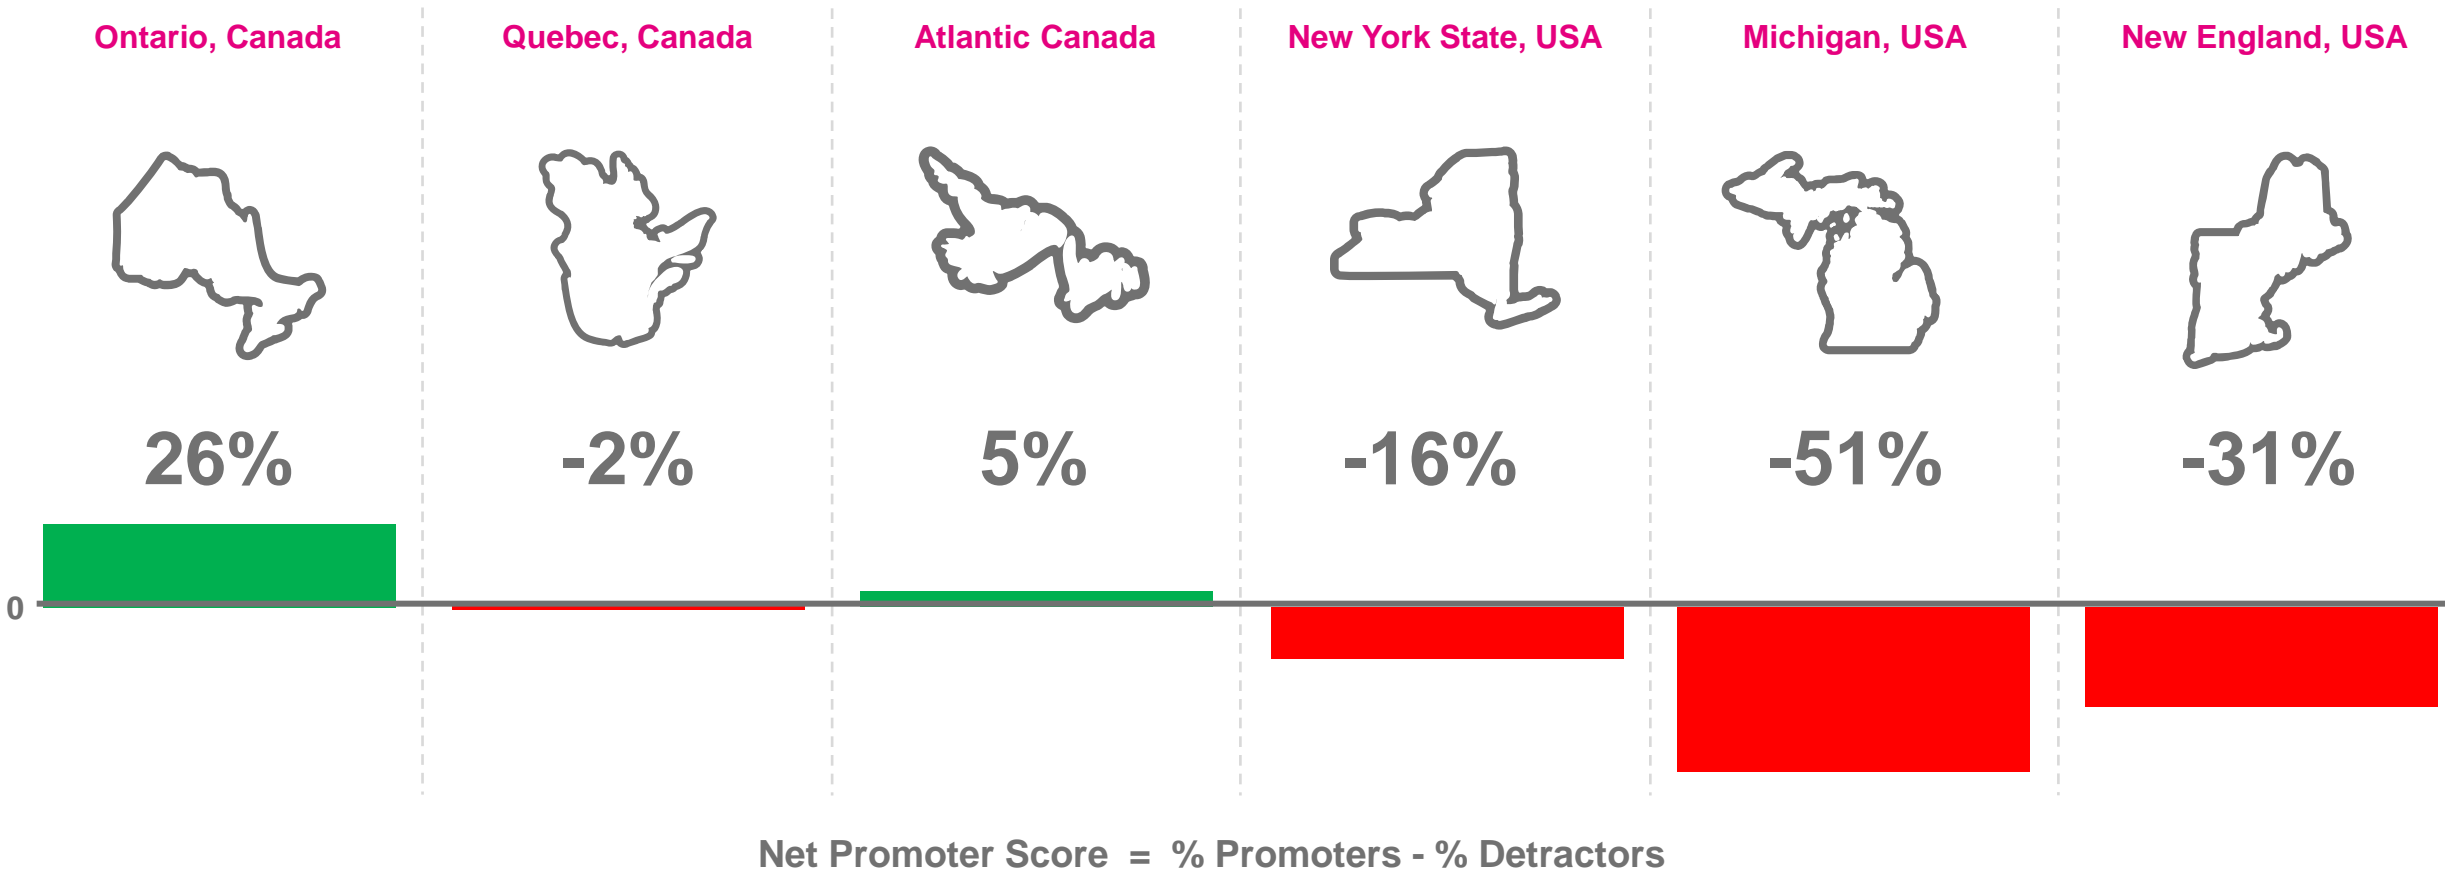 Ontario, Canada
Quebec, Canada
Atlantic Canada
New York State, USA
Michigan, USA
New England, USA
26%
-2%
5%
-16%
-51%
-31%
0
Net Promoter Score = % Promoters - % Detractors